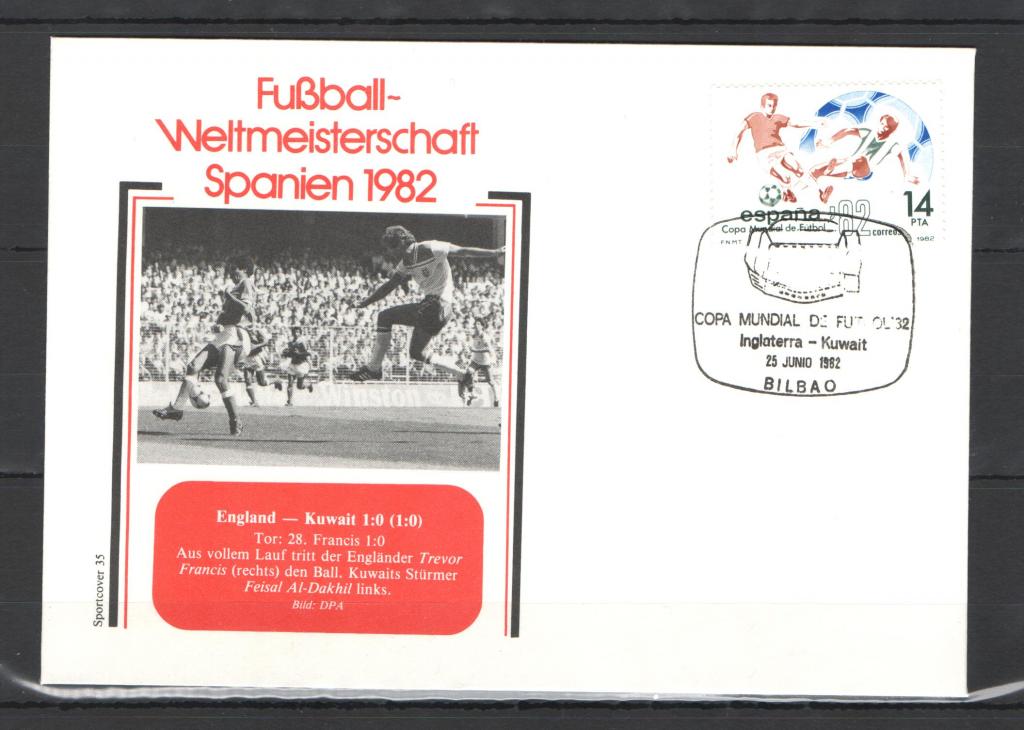 Fußball-
Weltmeisterschaft
Spanien 1982
Winston
England — Kuwait 1:0 (1:0)
Tor: 28. Francis 1:0
Aus vollem Lauf tritt der Engländer Trevor
Francis (rechts) den Ball. Kuwaits Stürmer
Feisal Al-Dakhil links.
Bild: DPA
Sportcover 35
14
PTA
españa '82
Copa Mundial de Fútbol
correos
FNMT
1982
COPA MUNDIAL DE FUTBOL'82
Inglaterra - Kuwait
25 JUNIO 1982
BILBAO